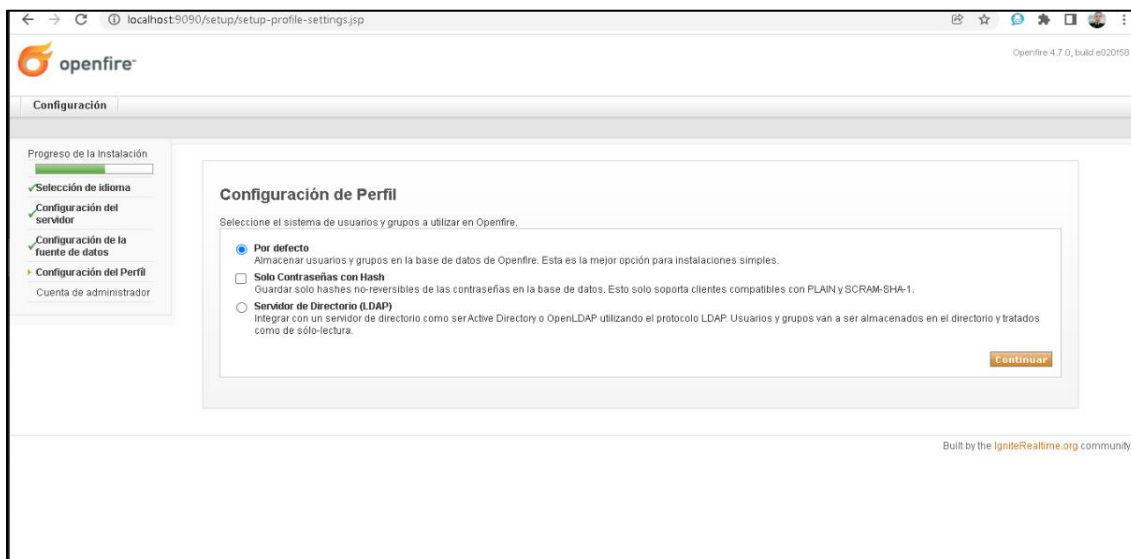 localhost:9090/setup/setup-profile-settings.jsp
openfire
Openfire 4.7.0, build e020f58
Configuración
Progreso de la Instalación
Selección de idioma
Configuración del
servidor
Configuración de la
fuente de datos
Configuración del Perfil
Cuenta de administrador
Configuración de Perfil
Seleccione el sistema de usuarios y grupos a utilizar en Openfire.
Por defecto
Almacenar usuarios y grupos en la base de datos de Openfire. Esta es la mejor opción para instalaciones simples.
Solo Contraseñas con Hash
Guardar solo hashes no-reversibles de las contraseñas en la base de datos. Esto solo soporta clientes compatibles con PLAIN y SCRAM-SHA-1.
Servidor de Directorio (LDAP)
Integrar con un servidor de directorio como ser Active Directory o OpenLDAP utilizando el protocolo LDAP. Usuarios y grupos van a ser almacenados en el directorio y tratados
como de sólo-lectura.
Continuar
Built by the IgniteRealtime.org community